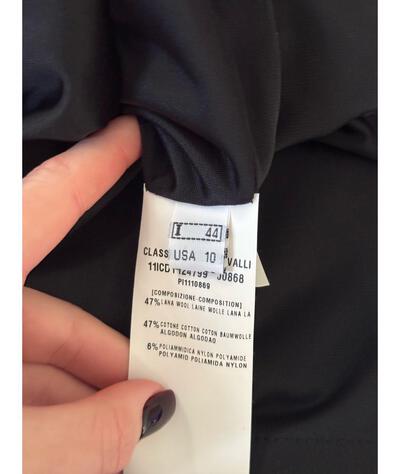 I 44
USA 10
CLASS VALLI
PI1110869
[COMPOSIZIONE-COMPOSITION]
47% LANA WOOL LAINE WOLLE LANA LA
47% COTONE COTTON COTON BAUMWOLLE
ALGODON ALGODAO
6% POLIAMMIDICA NYLON POLYAMIDE
POLYAMID POLIAMIDA NYLON